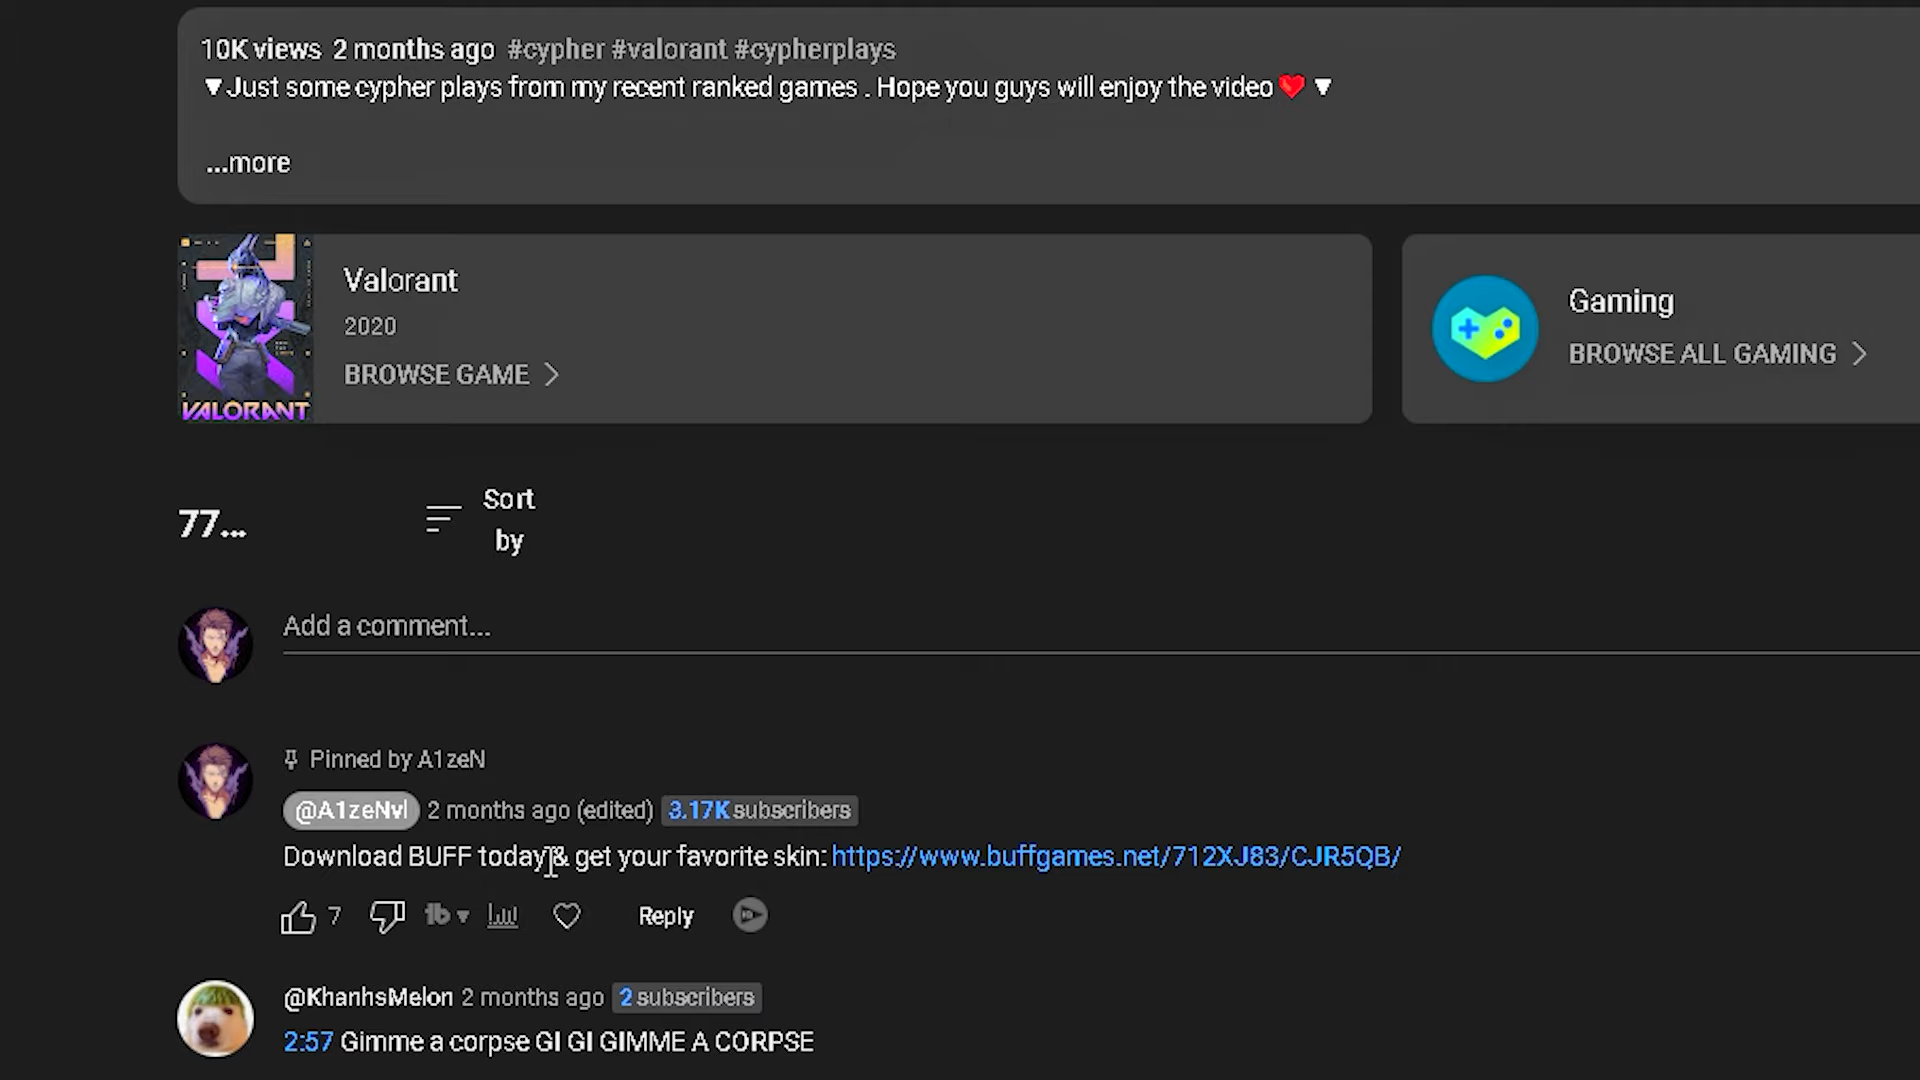 10K views 2 months ago #cypher #valorant #cypherplays
▼Just some cypher plays from my recent ranked games . Hope you guys will enjoy the video❤️ ▼
...more
VALORANT
Valorant
2020
BROWSE GAME
Gaming
BROWSE ALL GAMING
77...
Sort
by
Add a comment...
Pinned by A1zeN
@A1zeNvl 2 months ago (edited) 3.17K subscribers
Download BUFF today & get your favorite skin: https://www.buffgames.net/712XJ83/CJR5QB/
7
Reply
@KhanhsMelon 2 months ago 2 subscribers
2:57 Gimme a corpse GI GI GIMME A CORPSE